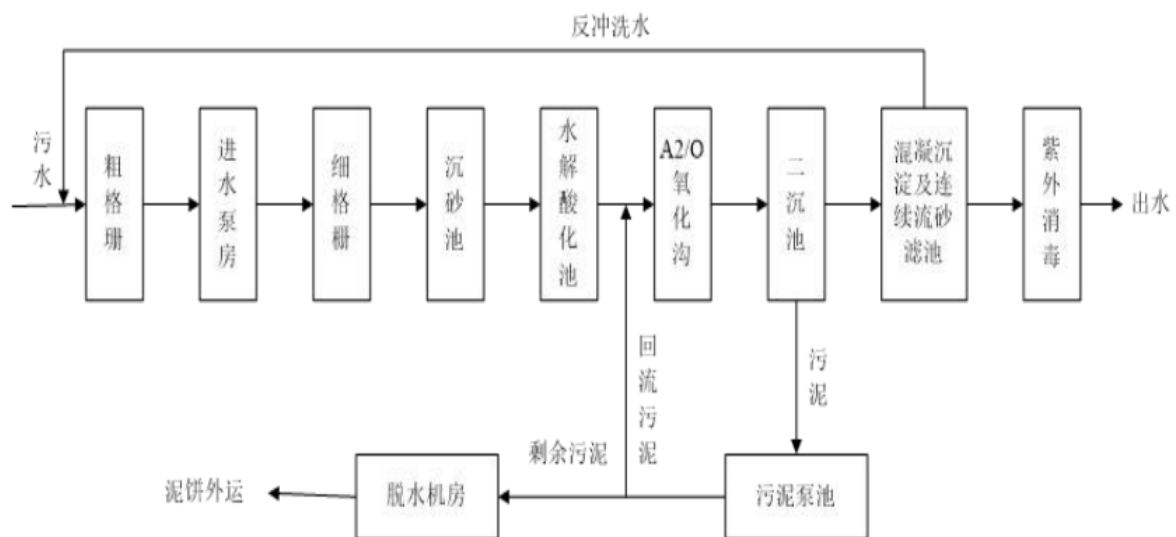 反冲洗水
污水
粗格珊
进水泵房
细格栅
沉砂池
水解酸化池
A2/O
氧化沟
二沉池
混凝沉
淀及连
续流砂
滤池
紫外消毒
出水
回流污泥
污泥
剩余污泥
泥饼外运
脱水机房
污泥泵池